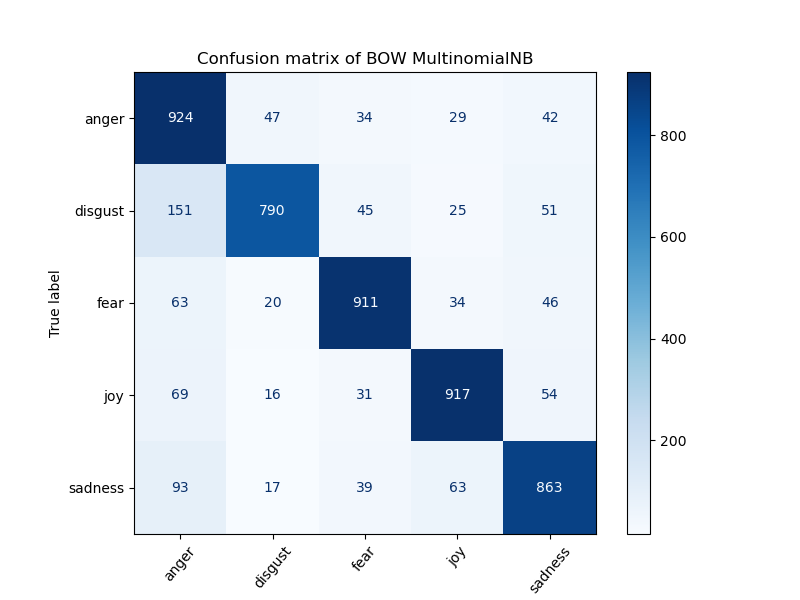 Confusion matrix of BOW MultinomialNB
anger 924 47 34 29 42
disgust 151 790 45 25 51
fear 63 20 911 34 46
joy 69 16 31 917 54
sadness 93 17 39 63 863
anger disgust fear joy sadness
True label
800
600
400
200